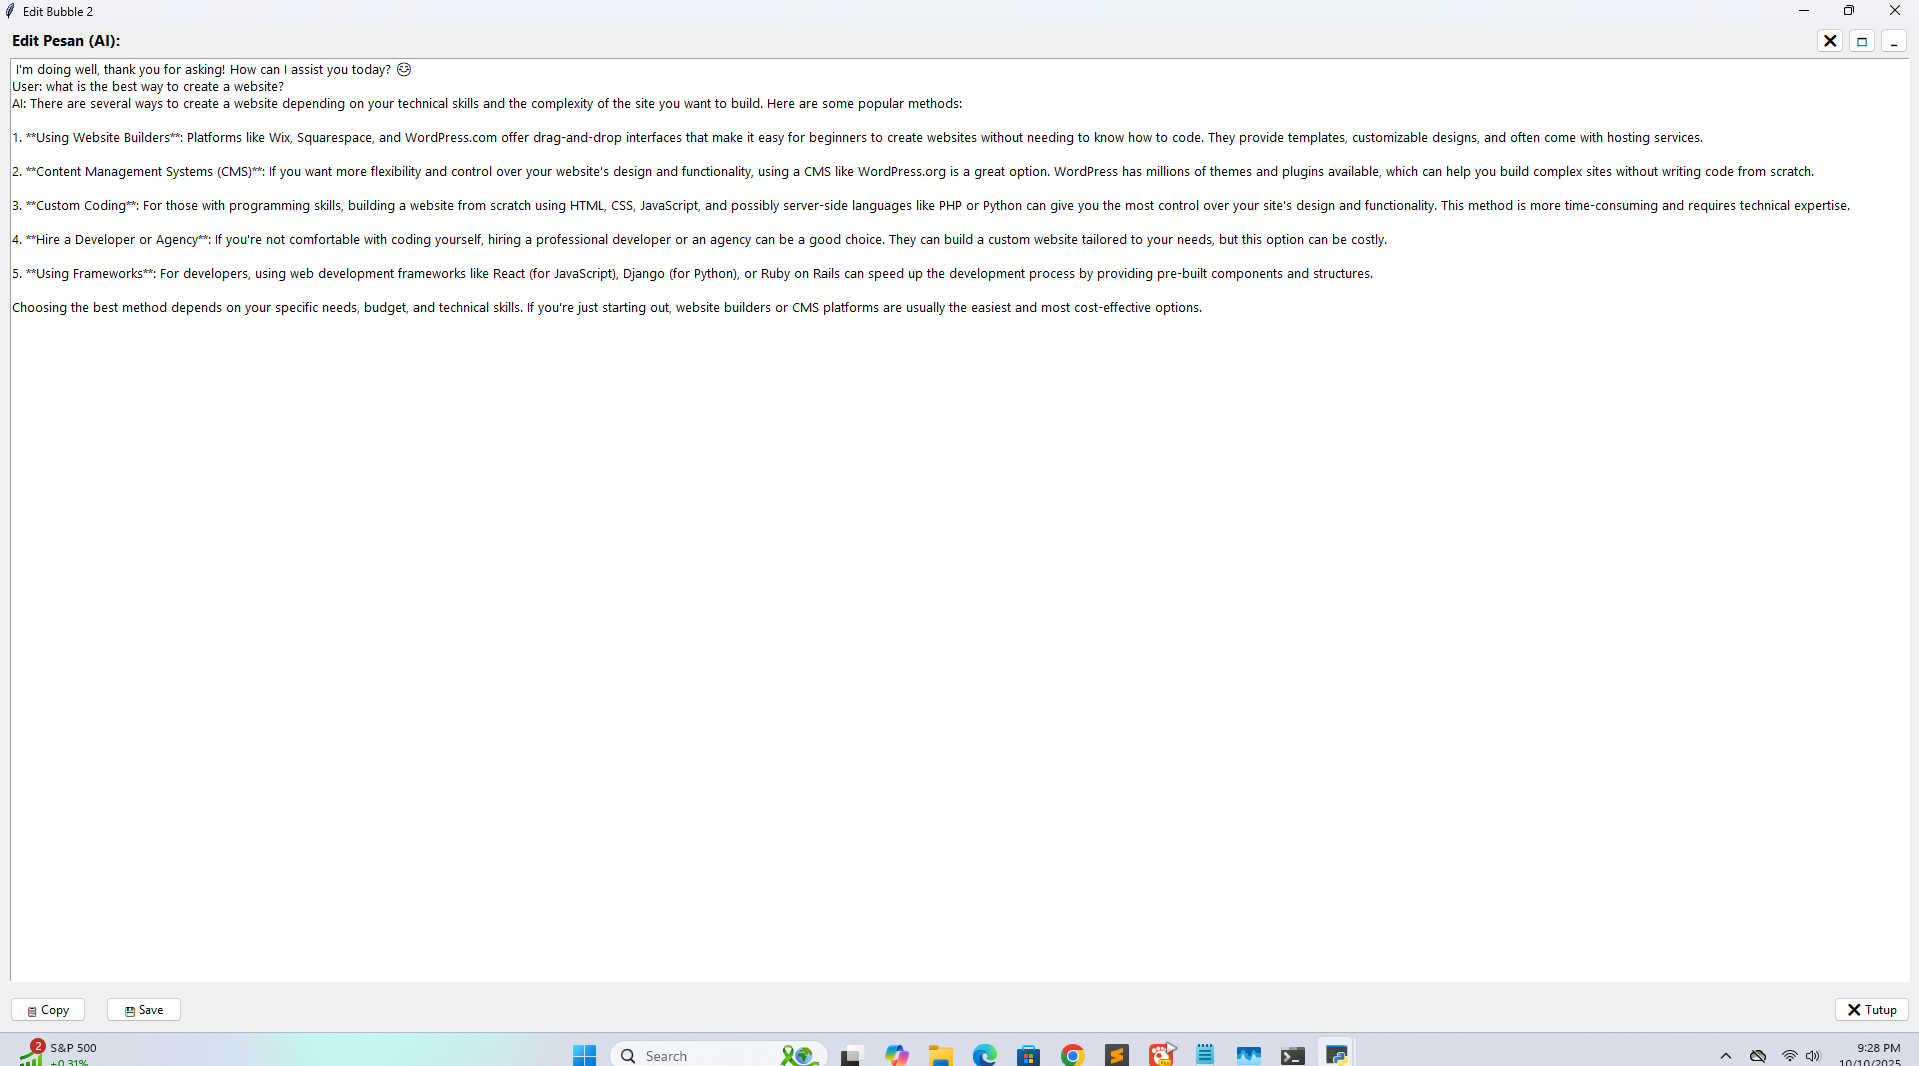 Edit Bubble 2
Edit Pesan (AI):
I'm doing well, thank you for asking! How can I assist you today? 😊
User: what is the best way to create a website?
AI: There are several ways to create a website depending on your technical skills and the complexity of the site you want to build. Here are some popular methods:
1. **Using Website Builders**: Platforms like Wix, Squarespace, and WordPress.com offer drag-and-drop interfaces that make it easy for beginners to create websites without needing to know how to code. They provide templates, customizable designs, and often come with hosting services.
2. **Content Management Systems (CMS)**: If you want more flexibility and control over your website's design and functionality, using a CMS like WordPress.org is a great option. WordPress has millions of themes and plugins available, which can help you build complex sites without writing code from scratch.
3. **Custom Coding**: For those with programming skills, building a website from scratch using HTML, CSS, JavaScript, and possibly server-side languages like PHP or Python can give you the most control over your site's design and functionality. This method is more time-consuming and requires technical expertise.
4. **Hire a Developer or Agency**: If you're not comfortable with coding yourself, hiring a professional developer or an agency can be a good choice. They can build a custom website tailored to your needs, but this option can be costly.
5. **Using Frameworks**: For developers, using web development frameworks like React (for JavaScript), Django (for Python), or Ruby on Rails can speed up the development process by providing pre-built components and structures.
Choosing the best method depends on your specific needs, budget, and technical skills. If you're just starting out, website builders or CMS platforms are usually the easiest and most cost-effective options.
Copy
Save
Tutup
2
S&P 500
+0.31%
Search
9:28 PM
10/10/2025